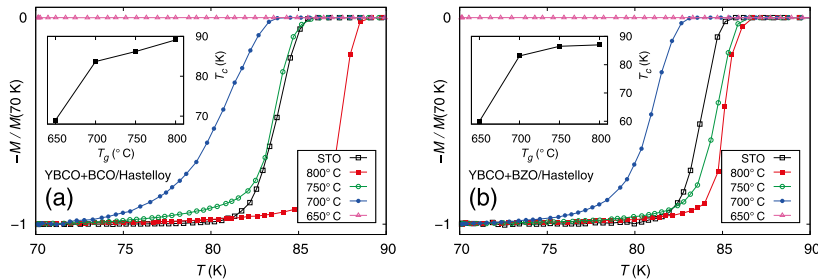 0
−M / M(70 K)
−1
90
80
70
T_c (K)
650 700 750 800
T_g (° C)
YBCO+BCO/Hastelloy
(a)
STO
800° C
750° C
700° C
650° C
70 75 80 85 90
T (K)
0
−M / M(70 K)
−1
90
80
70
60
T_c (K)
650 700 750 800
T_g (° C)
YBCO+BZO/Hastelloy
(b)
STO
800° C
750° C
700° C
650° C
70 75 80 85 90
T (K)